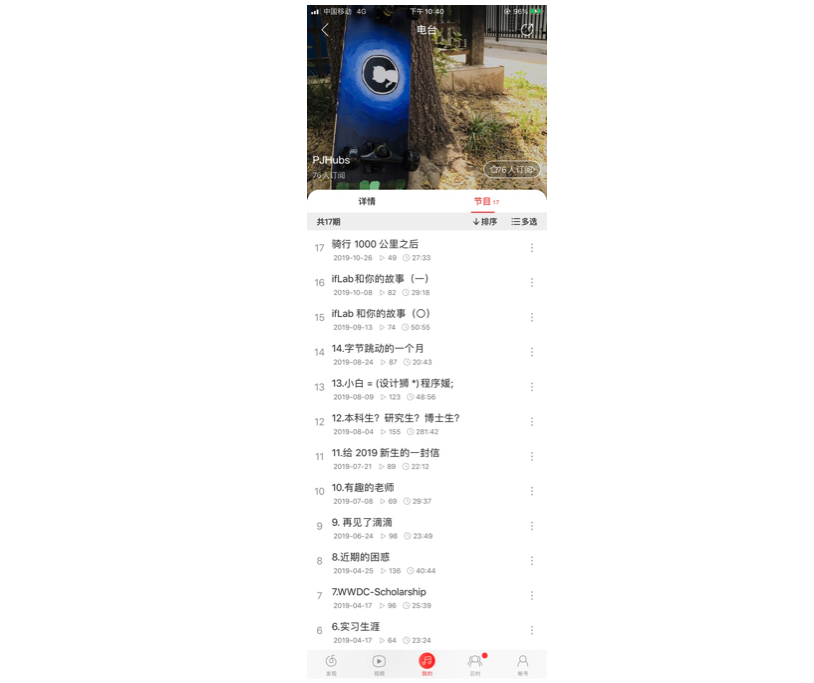 中国移动 4G 下午10:40 96%
电台
PJHubs
76人订阅
76人订阅
详情 节目 17
共17期 排序 多选
17 骑行 1000 公里之后
2019-10-26 49 27:33
16 ifLab和你的故事（一）
2019-10-08 82 29:18
15 ifLab 和你的故事（〇）
2019-09-13 74 50:55
14 14.字节跳动的一个月
2019-08-24 87 20:43
13 13.小白 = (设计狮 *) 程序媛;
2019-08-09 123 48:56
12 12.本科生？研究生？博士生？
2019-08-04 155 281:42
11 11.给 2019 新生的一封信
2019-07-21 89 22:12
10 10.有趣的老师
2019-07-08 69 29:37
9 9. 再见了滴滴
2019-06-24 98 23:49
8 8.近期的困惑
2019-04-25 136 40:44
7 7.WWDC-Scholarship
2019-04-17 96 25:39
6 6.实习生涯
2019-04-17 64 23:24
发现 视频 我的 云村 帐号